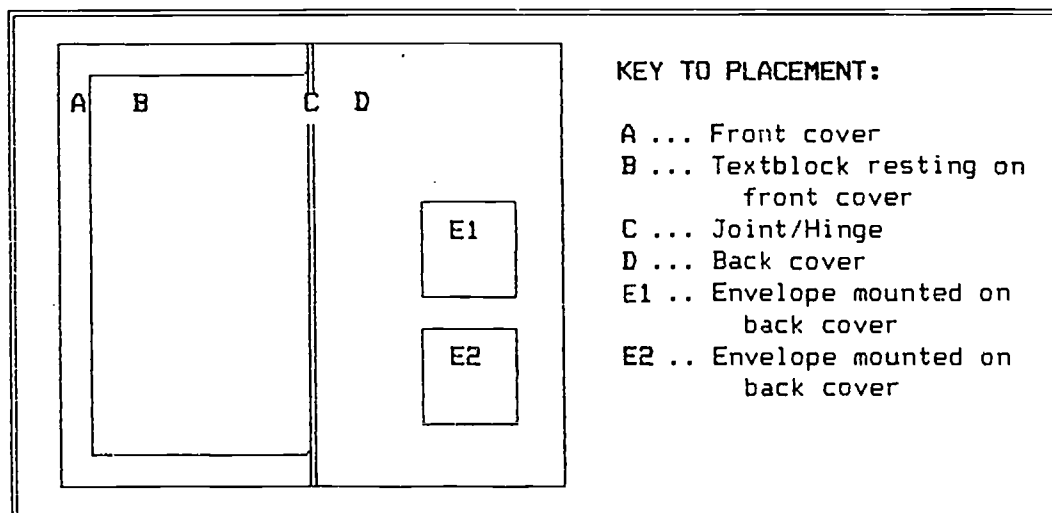 A B C D
E1
E2
KEY TO PLACEMENT:
A ... Front cover
B ... Textblock resting on
front cover
C ... Joint/Hinge
D ... Back cover
E1 .. Envelope mounted on
back cover
E2 .. Envelope mounted on
back cover